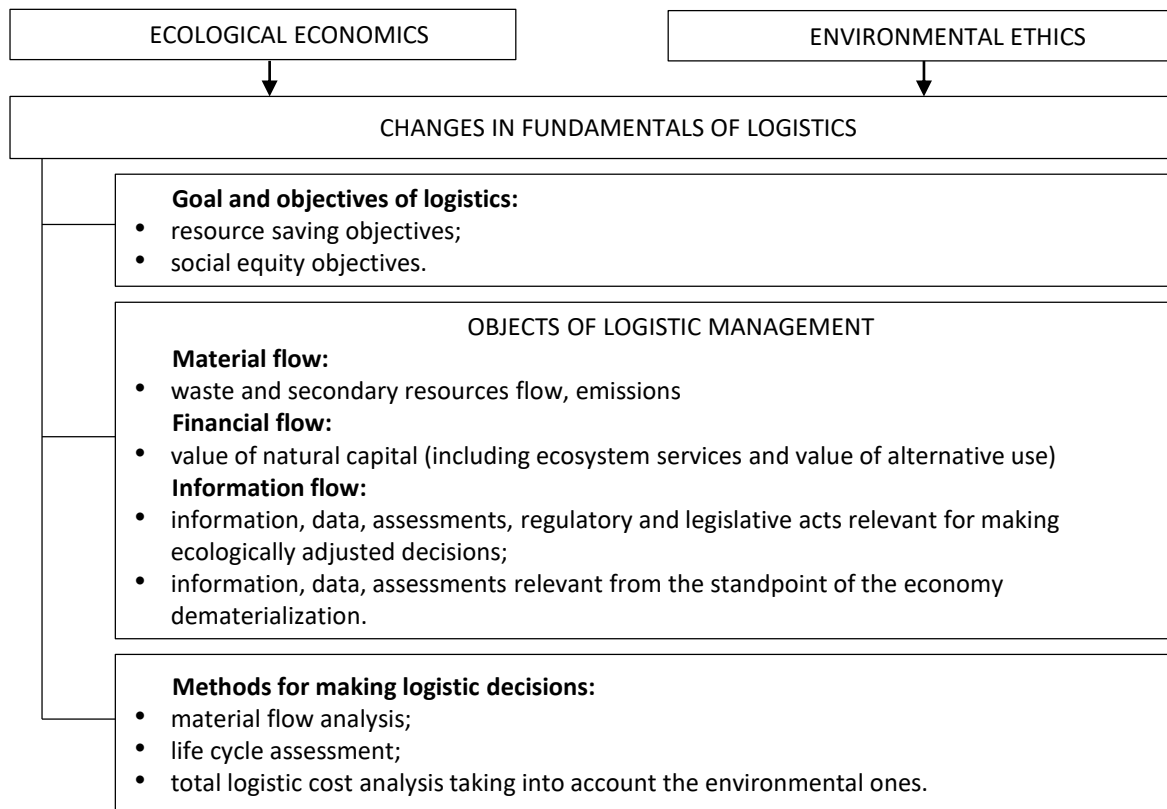 ECOLOGICAL ECONOMICS
ENVIRONMENTAL ETHICS
CHANGES IN FUNDAMENTALS OF LOGISTICS
Goal and objectives of logistics:
• resource saving objectives;
• social equity objectives.
OBJECTS OF LOGISTIC MANAGEMENT
Material flow:
• waste and secondary resources flow, emissions
Financial flow:
• value of natural capital (including ecosystem services and value of alternative use)
Information flow:
• information, data, assessments, regulatory and legislative acts relevant for making
ecologically adjusted decisions;
• information, data, assessments relevant from the standpoint of the economy
dematerialization.
Methods for making logistic decisions:
• material flow analysis;
• life cycle assessment;
• total logistic cost analysis taking into account the environmental ones.